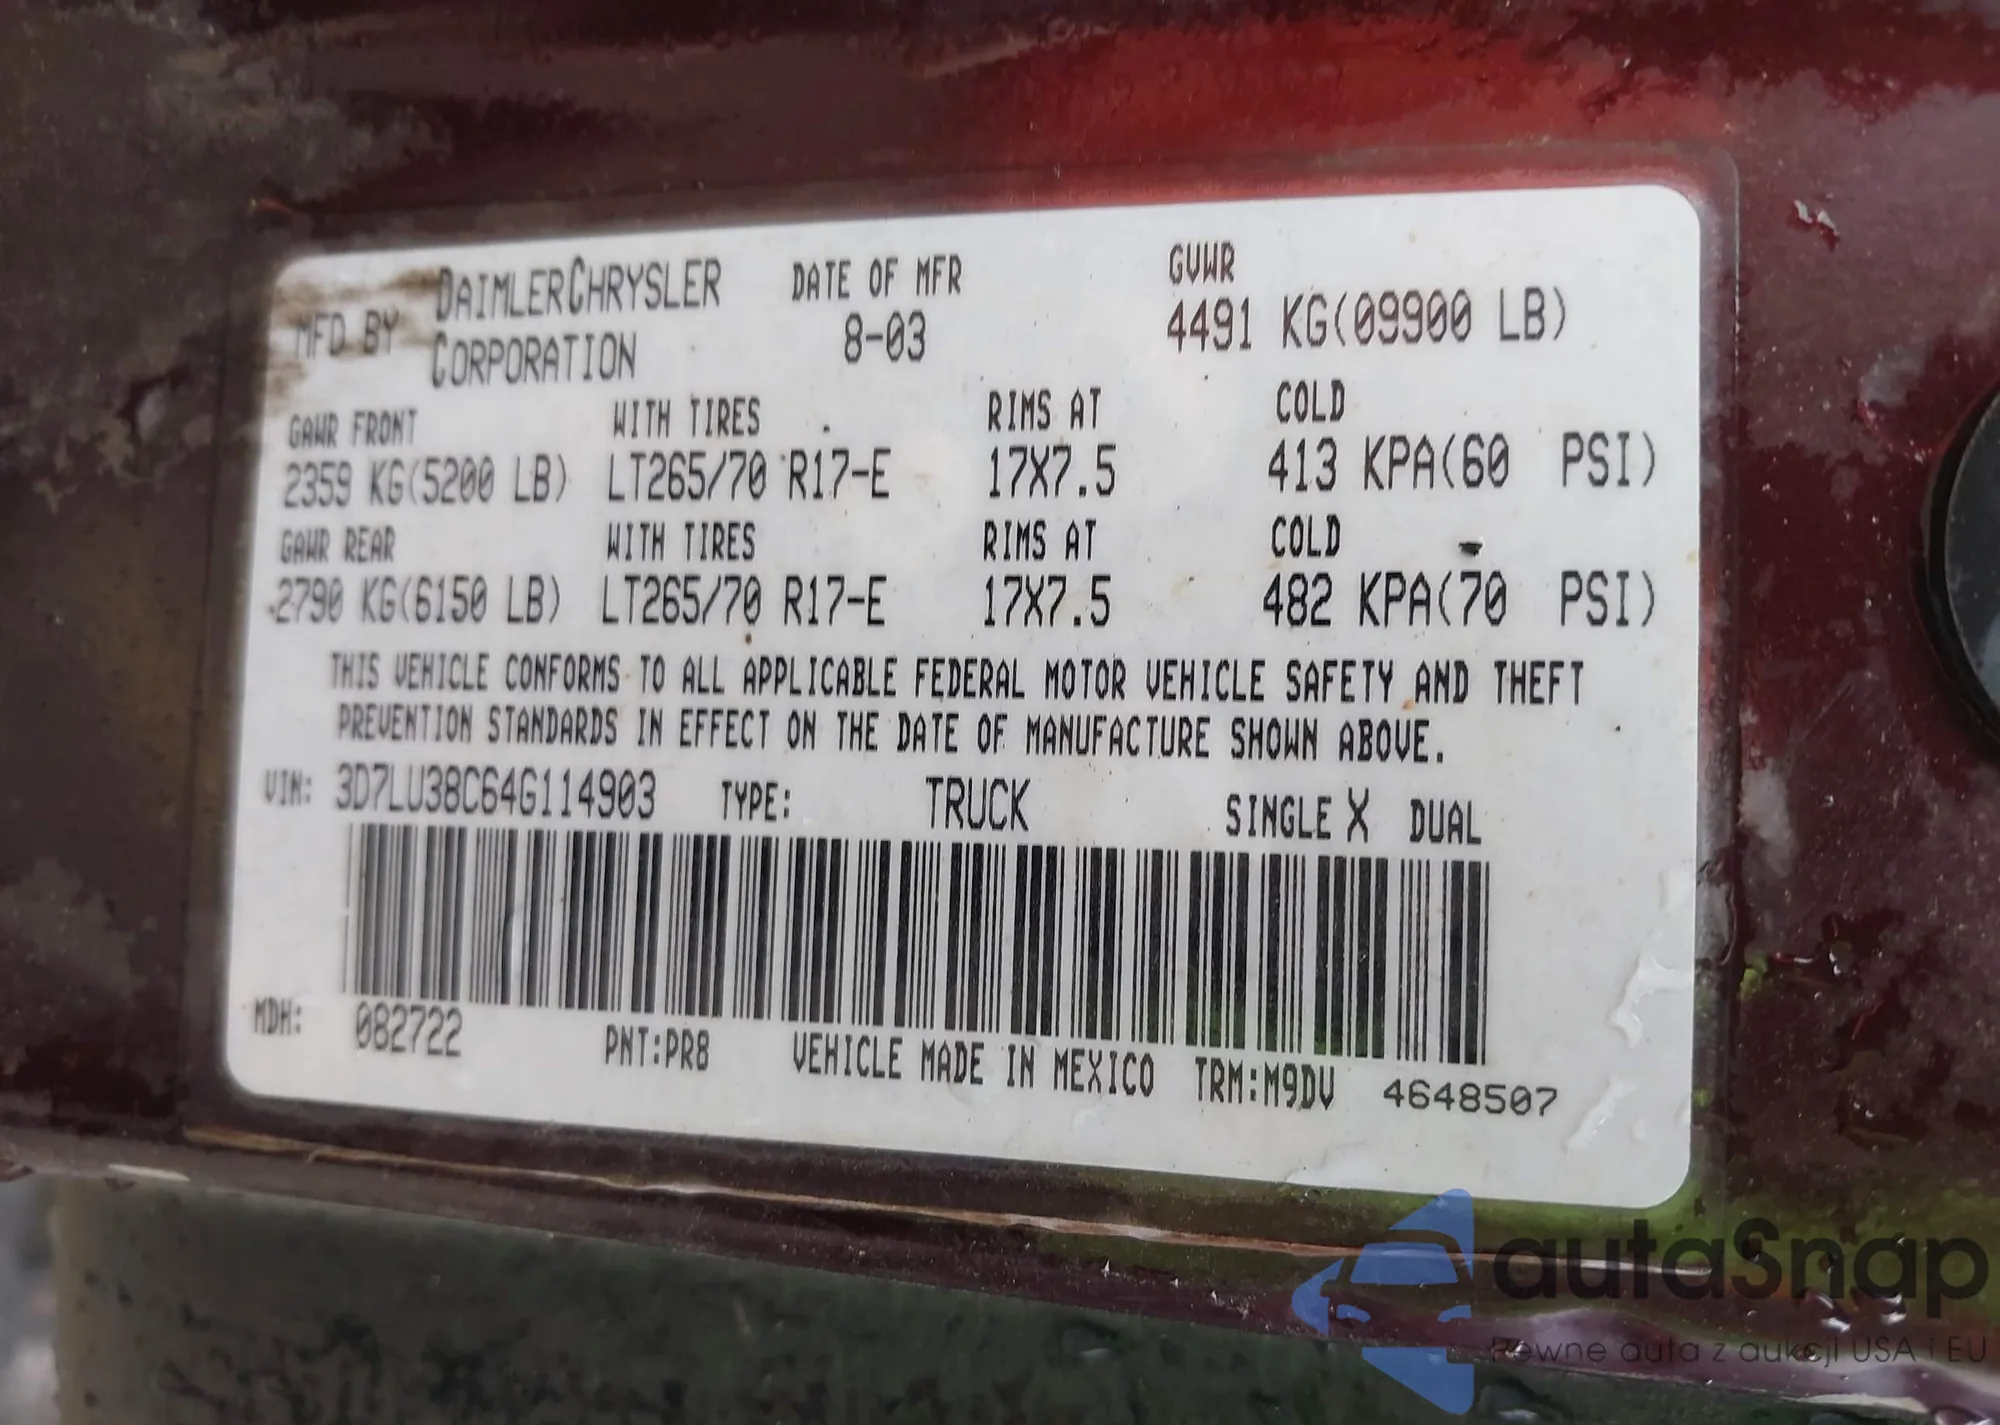 MFD BY DAIMLERCHRYSLER CORPORATION
DATE OF MFR
8-03
GVWR
4491 KG(09900 LB)
GAWR FRONT WITH TIRES RIMS AT COLD
2359 KG(5200 LB) LT265/70 R17-E 17X7.5 413 KPA(60 PSI)
GAWR REAR WITH TIRES RIMS AT COLD
2790 KG(6150 LB) LT265/70 R17-E 17X7.5 482 KPA(70 PSI)
THIS VEHICLE CONFORMS TO ALL APPLICABLE FEDERAL MOTOR VEHICLE SAFETY AND THEFT
PREVENTION STANDARDS IN EFFECT ON THE DATE OF MANUFACTURE SHOWN ABOVE.
VIN: 3D7LU38C64G114903 TYPE: TRUCK SINGLE X DUAL
MDH: 082722 PNT:PR8 VEHICLE MADE IN MEXICO TRM:M9DV 4648507
autaSnap
Pewne auta z aukcji USA i EU